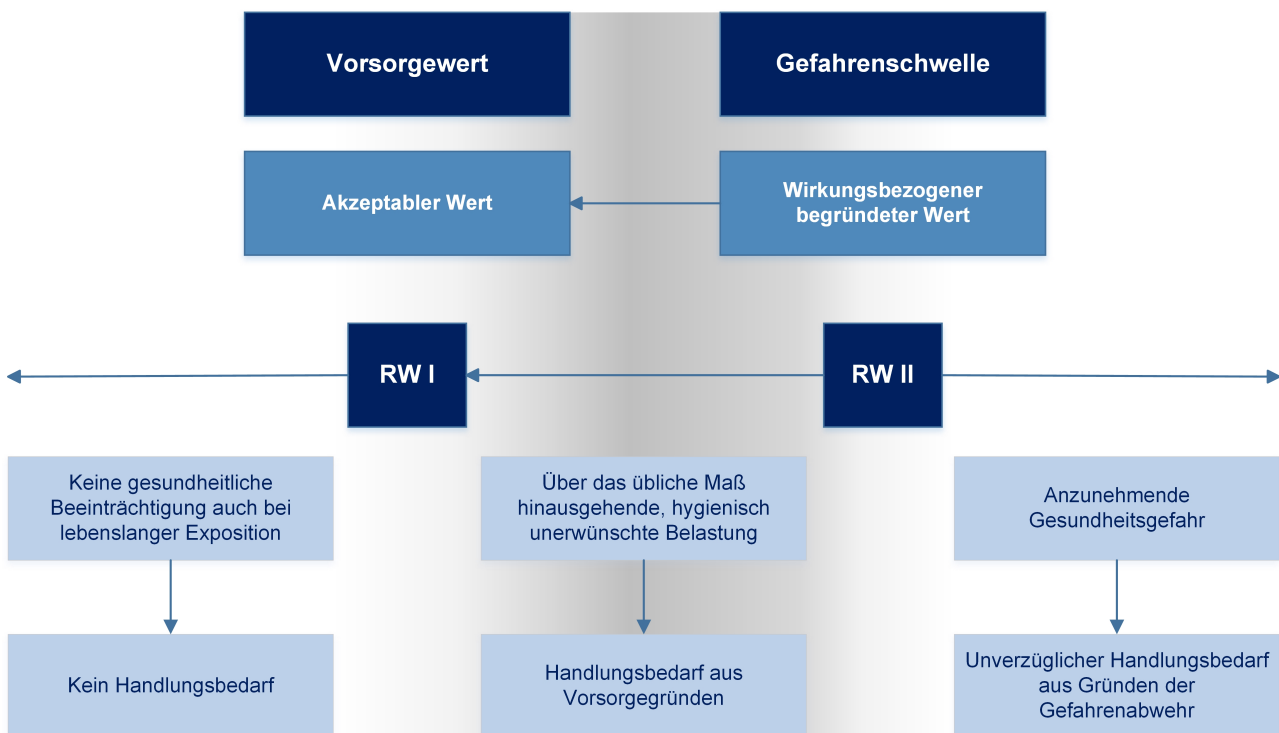 Vorsorgewert
Gefahrenschwelle
Akzeptabler Wert
Wirkungsbezogener
begründeter Wert
RW I
RW II
Keine gesundheitliche
Beeinträchtigung auch bei
lebenslanger Exposition
Über das übliche Maß
hinausgehende, hygienisch
unerwünschte Belastung
Anzunehmende
Gesundheitsgefahr
Kein Handlungsbedarf
Handlungsbedarf aus
Vorsorgegründen
Unverzüglicher Handlungsbedarf
aus Gründen der
Gefahrenabwehr